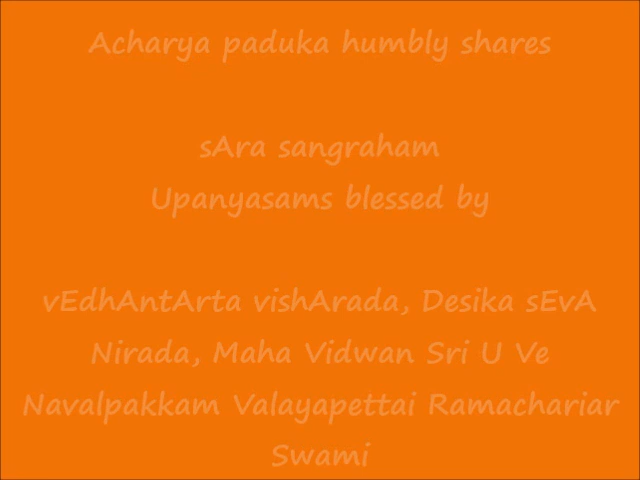 Acharya paduka humbly shares
sAra sangraham
Upanyasams blessed by
vEdhAntArta vishArada, Desika sEvA
Nirada, Maha Vidwan Sri U Ve
Navalpakkam Valayapettai Ramachariar
Swami